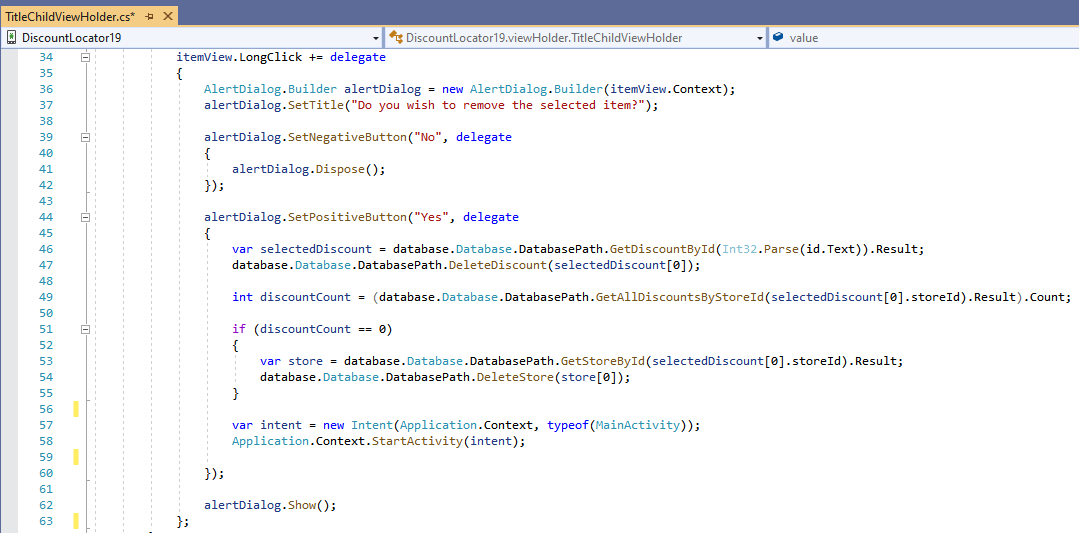 TitleChildViewHolder.cs*
DiscountLocator19 DiscountLocator19.viewHolder.TitleChildViewHolder value
34 itemView.LongClick += delegate
35 {
36 AlertDialog.Builder alertDialog = new AlertDialog.Builder(itemView.Context);
37 alertDialog.SetTitle("Do you wish to remove the selected item?");
38
39 alertDialog.SetNegativeButton("No", delegate
40 {
41 alertDialog.Dispose();
42 });
43
44 alertDialog.SetPositiveButton("Yes", delegate
45 {
46 var selectedDiscount = database.Database.DatabasePath.GetDiscountById(Int32.Parse(id.Text)).Result;
47 database.Database.DatabasePath.DeleteDiscount(selectedDiscount[0]);
48
49 int discountCount = (database.Database.DatabasePath.GetAllDiscountsByStoreId(selectedDiscount[0].storeId).Result).Count;
50
51 if (discountCount == 0)
52 {
53 var store = database.Database.DatabasePath.GetStoreById(selectedDiscount[0].storeId).Result;
54 database.Database.DatabasePath.DeleteStore(store[0]);
55 }
56
57 var intent = new Intent(Application.Context, typeof(MainActivity));
58 Application.Context.StartActivity(intent);
59
60 });
61
62 alertDialog.Show();
63 };